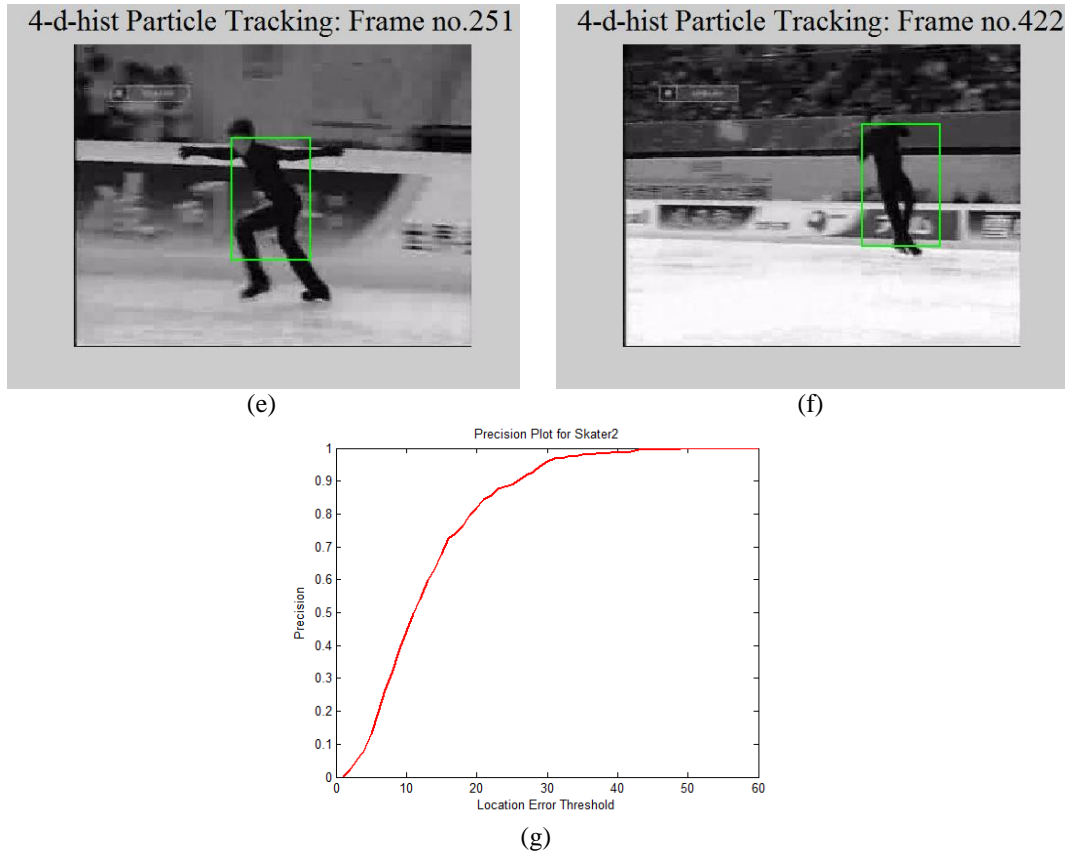 4-d-hist Particle Tracking: Frame no.251
4-d-hist Particle Tracking: Frame no.422
(e)
(f)
Precision Plot for Skater2
1
0.9
0.8
0.7
0.6
0.5
0.4
0.3
0.2
0.1
0
Precision
0 10 20 30 40 50 60
Location Error Threshold
(g)